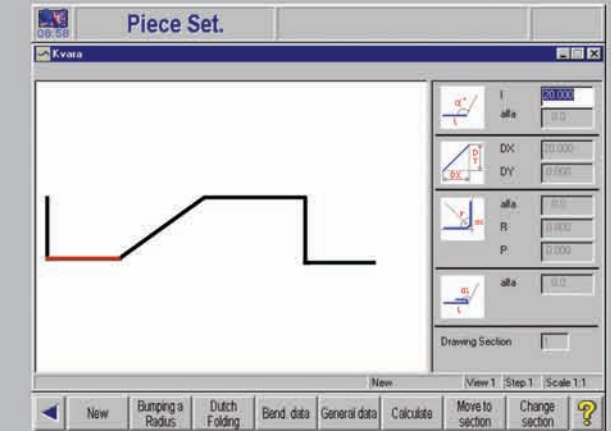 08:58
Piece Set.
Kvara
l 20.000
alfa 0.0
DX 20.000
DY 0.000
alfa 0.0
R 0.000
P 0.000
alfa 0.0
Drawing Section 1
New View 1 Step 1 Scale 1:1
New
Bumping a Radius
Dutch Folding
Bend. data
General data
Calculate
Move to section
Change section
?